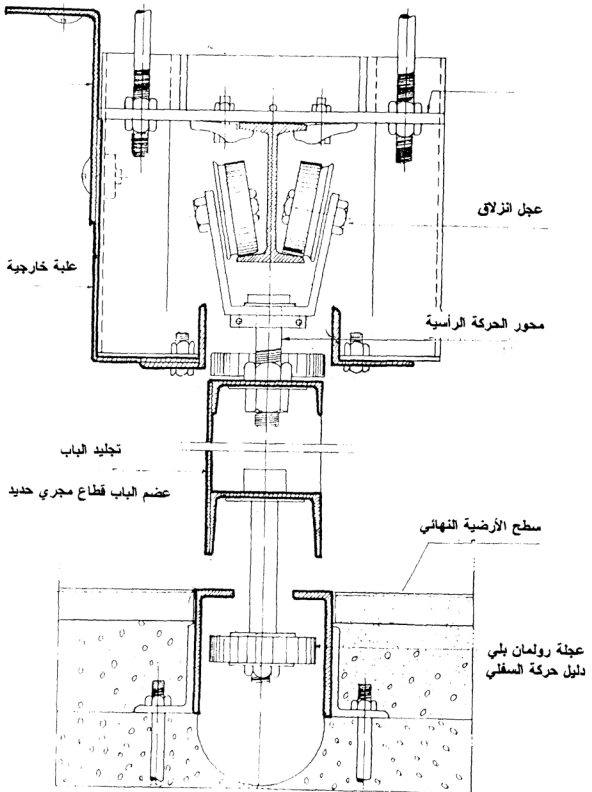 عجل انزلاق
علبة خارجية
محور الحركة الرأسية
تجليد الباب
عضم الباب قطاع مجري حديد
سطح الأرضية النهائي
عجلة رولمان بلي
دليل حركة السفلي